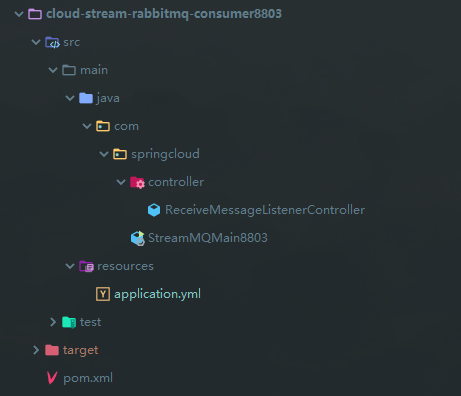 cloud-stream-rabbitmq-consumer8803
src
main
java
com
springcloud
controller
ReceiveMessageListenerController
StreamMQMain8803
resources
application.yml
test
target
pom.xml